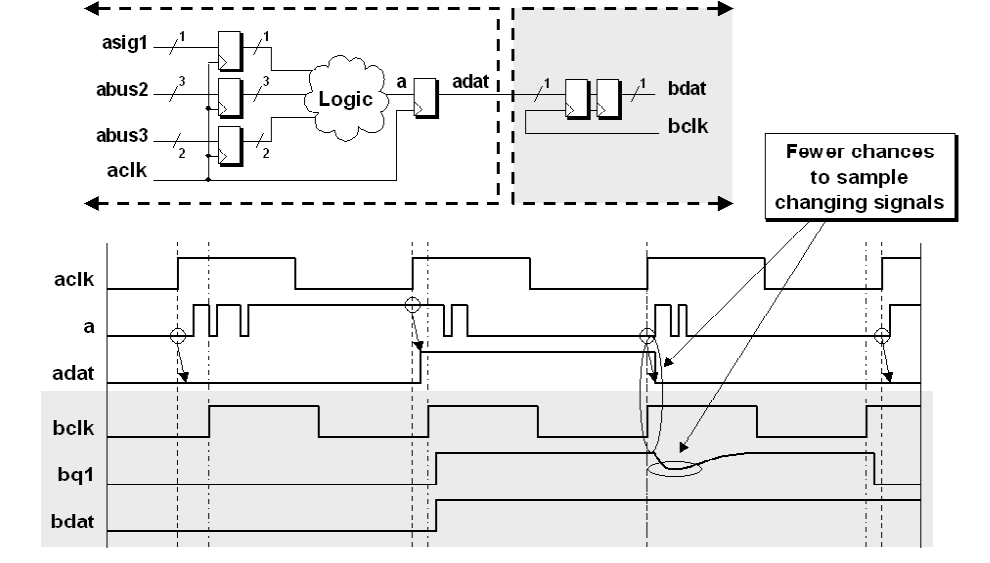 asig1
1
1
abus2
3
3
Logic
a
adat
1
1
bdat
abus3
2
2
bclk
aclk
Fewer chances
to sample
changing signals
aclk
a
adat
bclk
bq1
bdat